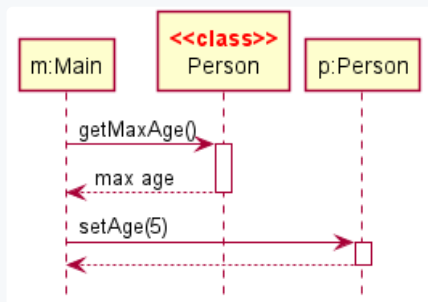 m:Main
<<class>>
Person
p:Person
getMaxAge()
max age
setAge(5)